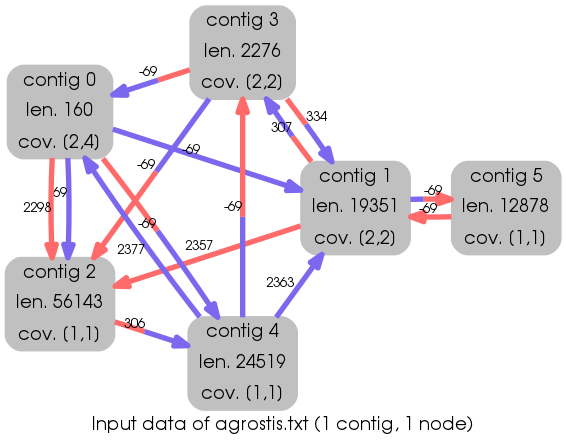 contig 3
len. 2276
cov. (2,2)
contig 0
len. 160
cov. (2,4)
-69
334
307
-69
-69
contig 1
len. 19351
cov. (2,2)
contig 5
len. 12878
cov. (1,1)
-69
-69
2298
69
-69
-69
2377
2357
contig 2
len. 56143
cov. (1,1)
2363
306
contig 4
len. 24519
cov. (1,1)
Input data of agrostis.txt (1 contig, 1 node)